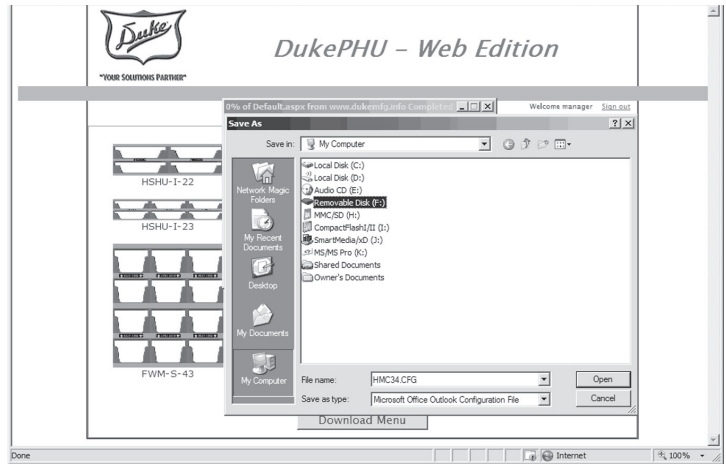 Duke
"YOUR SOLUTIONS PARTNER"
DukePHU - Web Edition
0% of Default.aspx from www.dukemfg.info Completed
Welcome manager Sign out
Save As
Save in: My Computer
HSHU-I-22
HSHU-I-23
FWM-S-43
Network Magic
Folders
My Recent
Documents
Desktop
My Documents
My Computer
Local Disk (C:)
Local Disk (D:)
Audio CD (E:)
Removable Disk (F:)
MMC/SD (H:)
CompactFlashI/II (I:)
SmartMedia/xD (J:)
MS/MS Pro (K:)
Shared Documents
Owner's Documents
File name: HMC34.CFG Open
Save as type: Microsoft Office Outlook Configuration File Cancel
Download Menu
Done Internet 100%